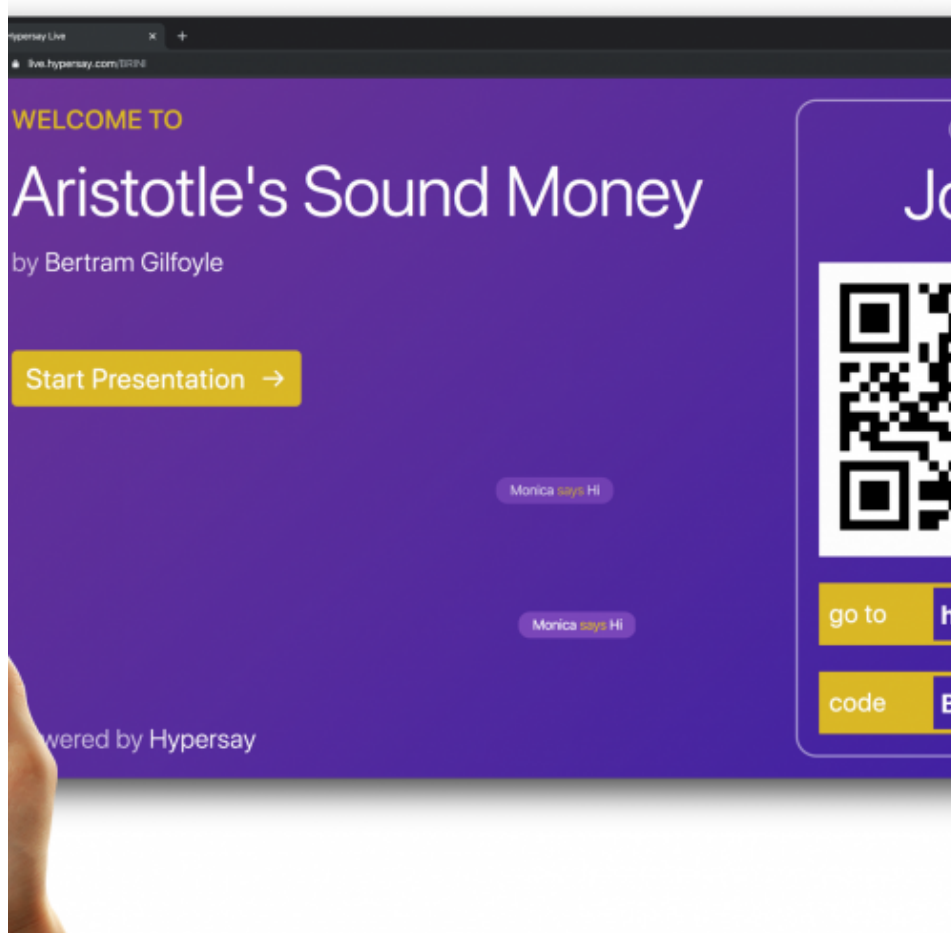 Hypersay Live
live.hypersay.com/BRINI
WELCOME TO
Aristotle's Sound Money
by Bertram Gilfoyle
Start Presentation →
Monica says Hi
Monica says Hi
wered by Hypersay
Jo
go to h
code B